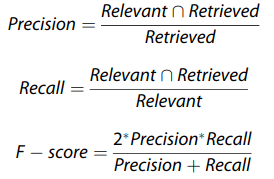 Precision = Relevant ∩ Retrieved / Retrieved
Recall = Relevant ∩ Retrieved / Relevant
F − score = 2*Precision*Recall / Precision + Recall